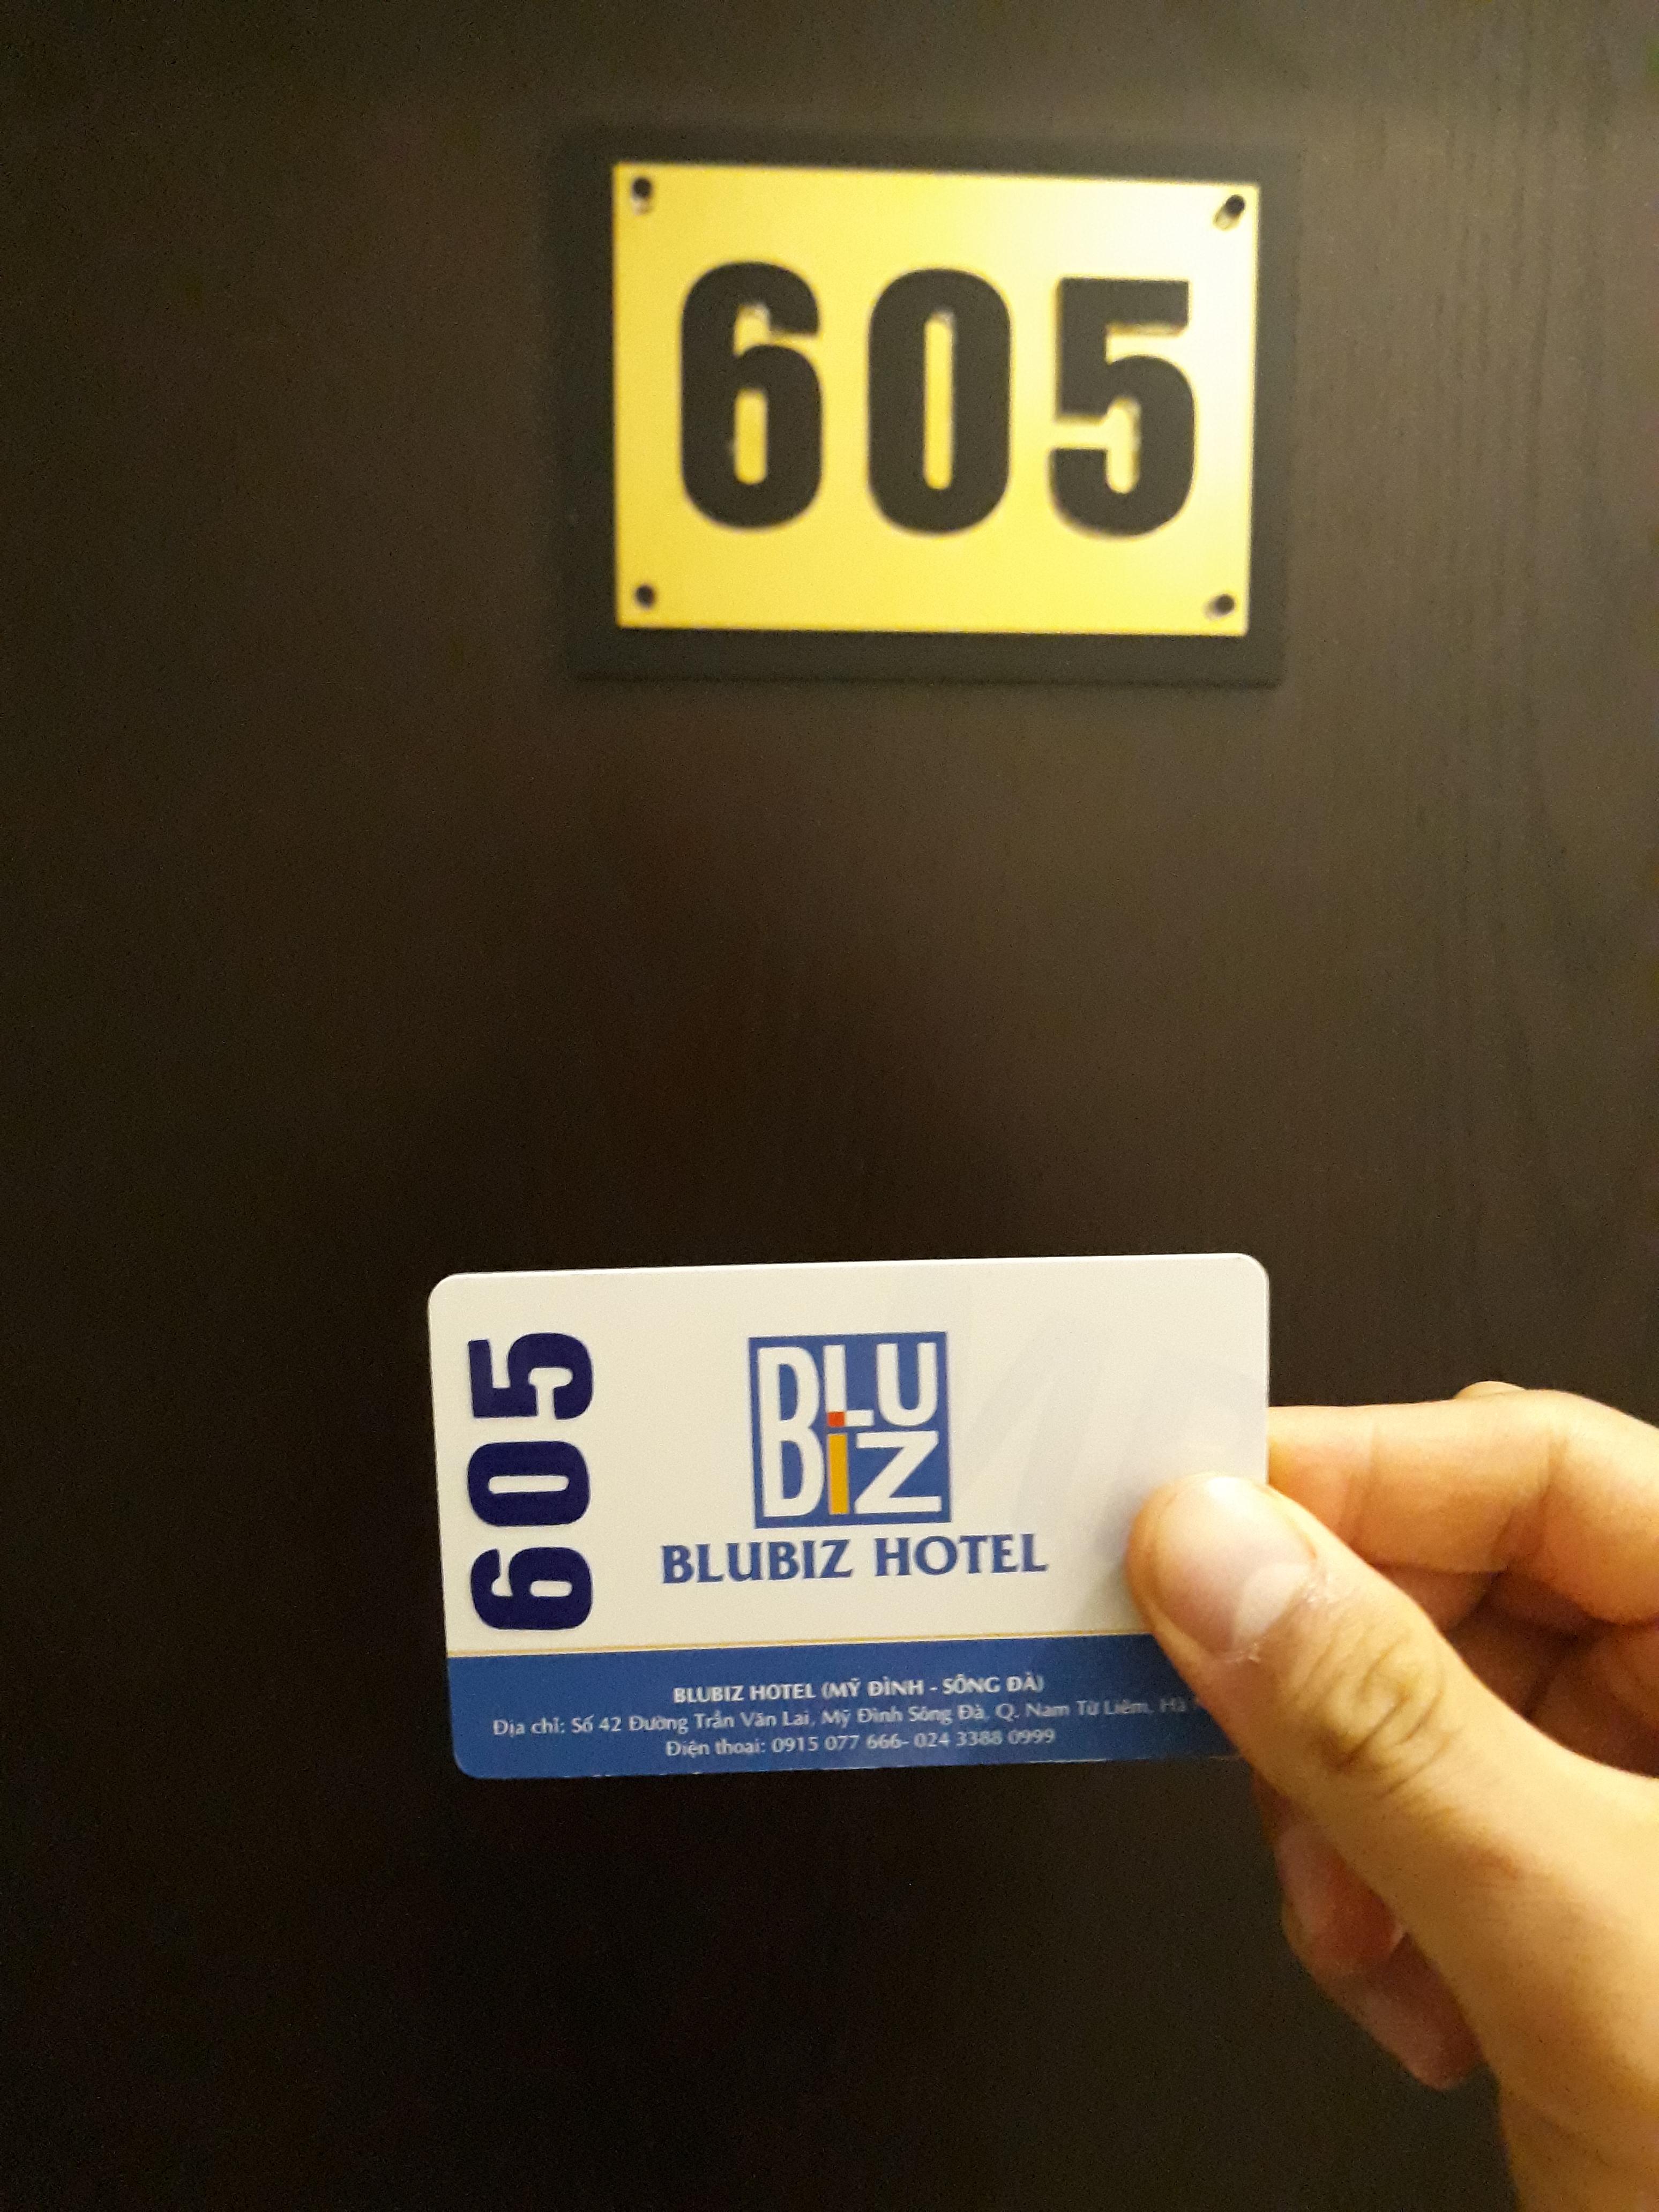 605
605
BLU
BiZ
BLUBIZ HOTEL
BLUBIZ HOTEL (MỸ ĐÌNH - SÔNG ĐÀ)
Địa chỉ: Số 42 Đường Trần Văn Lai, Mỹ Đình Sông Đà, Q. Nam Từ Liêm, Hà
Điện thoại: 0915 077 666- 024 3388 0999